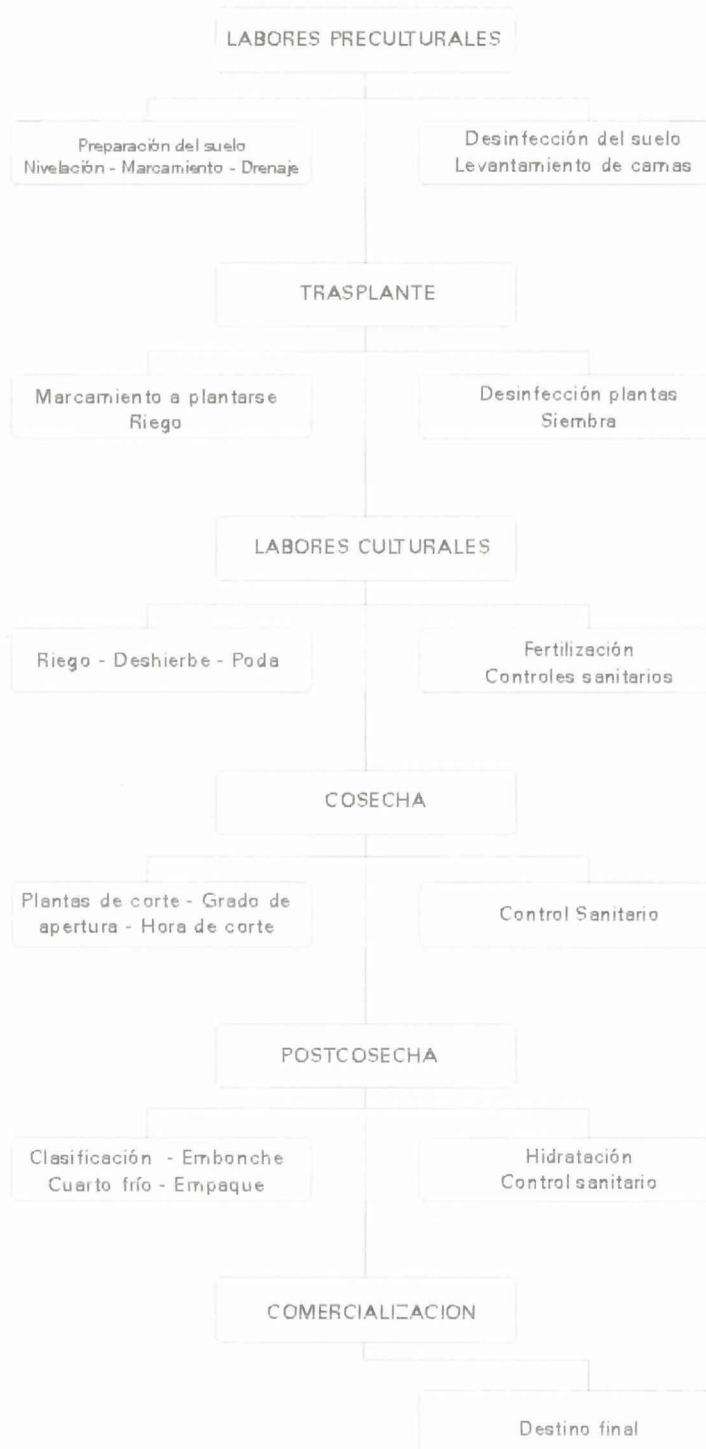 LABORES PRECULTURALES
Preparación del suelo
Nivelación - Marcamiento - Drenaje
Desinfección del suelo
Levantamiento de camas
TRASPLANTE
Marcamiento a plantarse
Riego
Desinfección plantas
Siembra
LABORES CULTURALES
Riego - Deshierbe - Poda
Fertilización
Controles sanitarios
COSECHA
Plantas de corte - Grado de
apertura - Hora de corte
Control Sanitario
POSTCOSECHA
Clasificación - Embonche
Cuarto frío - Empaque
Hidratación
Control sanitario
COMERCIALIZACION
Destino final